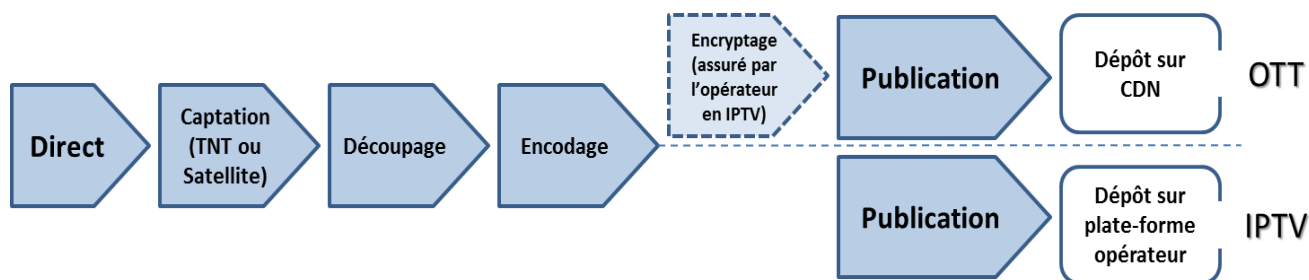 Direct
Captation
(TNT ou
Satellite)
Découpage
Encodage
Encryptage
(assuré par
l'opérateur
en IPTV)
Publication
Dépôt sur
CDN
OTT
Publication
Dépôt sur
plate-forme
opérateur
IPTV